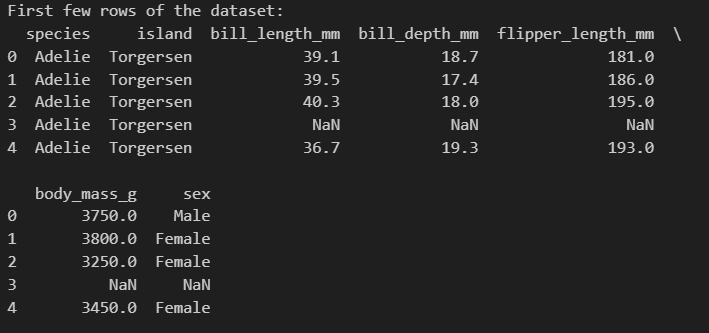 First few rows of the dataset:
  species     island  bill_length_mm  bill_depth_mm  flipper_length_mm  \
0  Adelie  Torgersen            39.1           18.7              181.0
1  Adelie  Torgersen            39.5           17.4              186.0
2  Adelie  Torgersen            40.3           18.0              195.0
3  Adelie  Torgersen             NaN            NaN                NaN
4  Adelie  Torgersen            36.7           19.3              193.0

   body_mass_g     sex
0       3750.0    Male
1       3800.0  Female
2       3250.0  Female
3          NaN     NaN
4       3450.0  Female